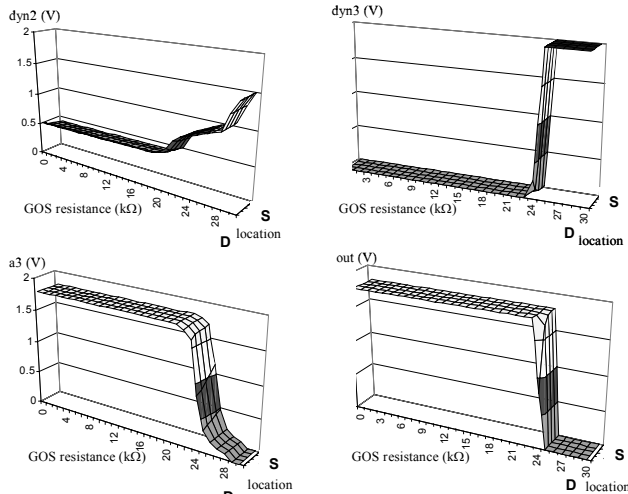 dyn2 (V)
2
1.5
1
0.5
0
0
4
8
12
16
20
24
28
GOS resistance (kΩ)
D
location
S
dyn3 (V)
3
6
9
12
15
18
21
24
27
30
GOS resistance (kΩ)
D
location
S
a3 (V)
2
1.5
1
0.5
0
0
4
8
12
16
20
24
28
GOS resistance (kΩ)
D
location
S
out (V)
0
3
6
9
12
15
18
21
24
27
30
GOS resistance (kΩ)
D
location
S